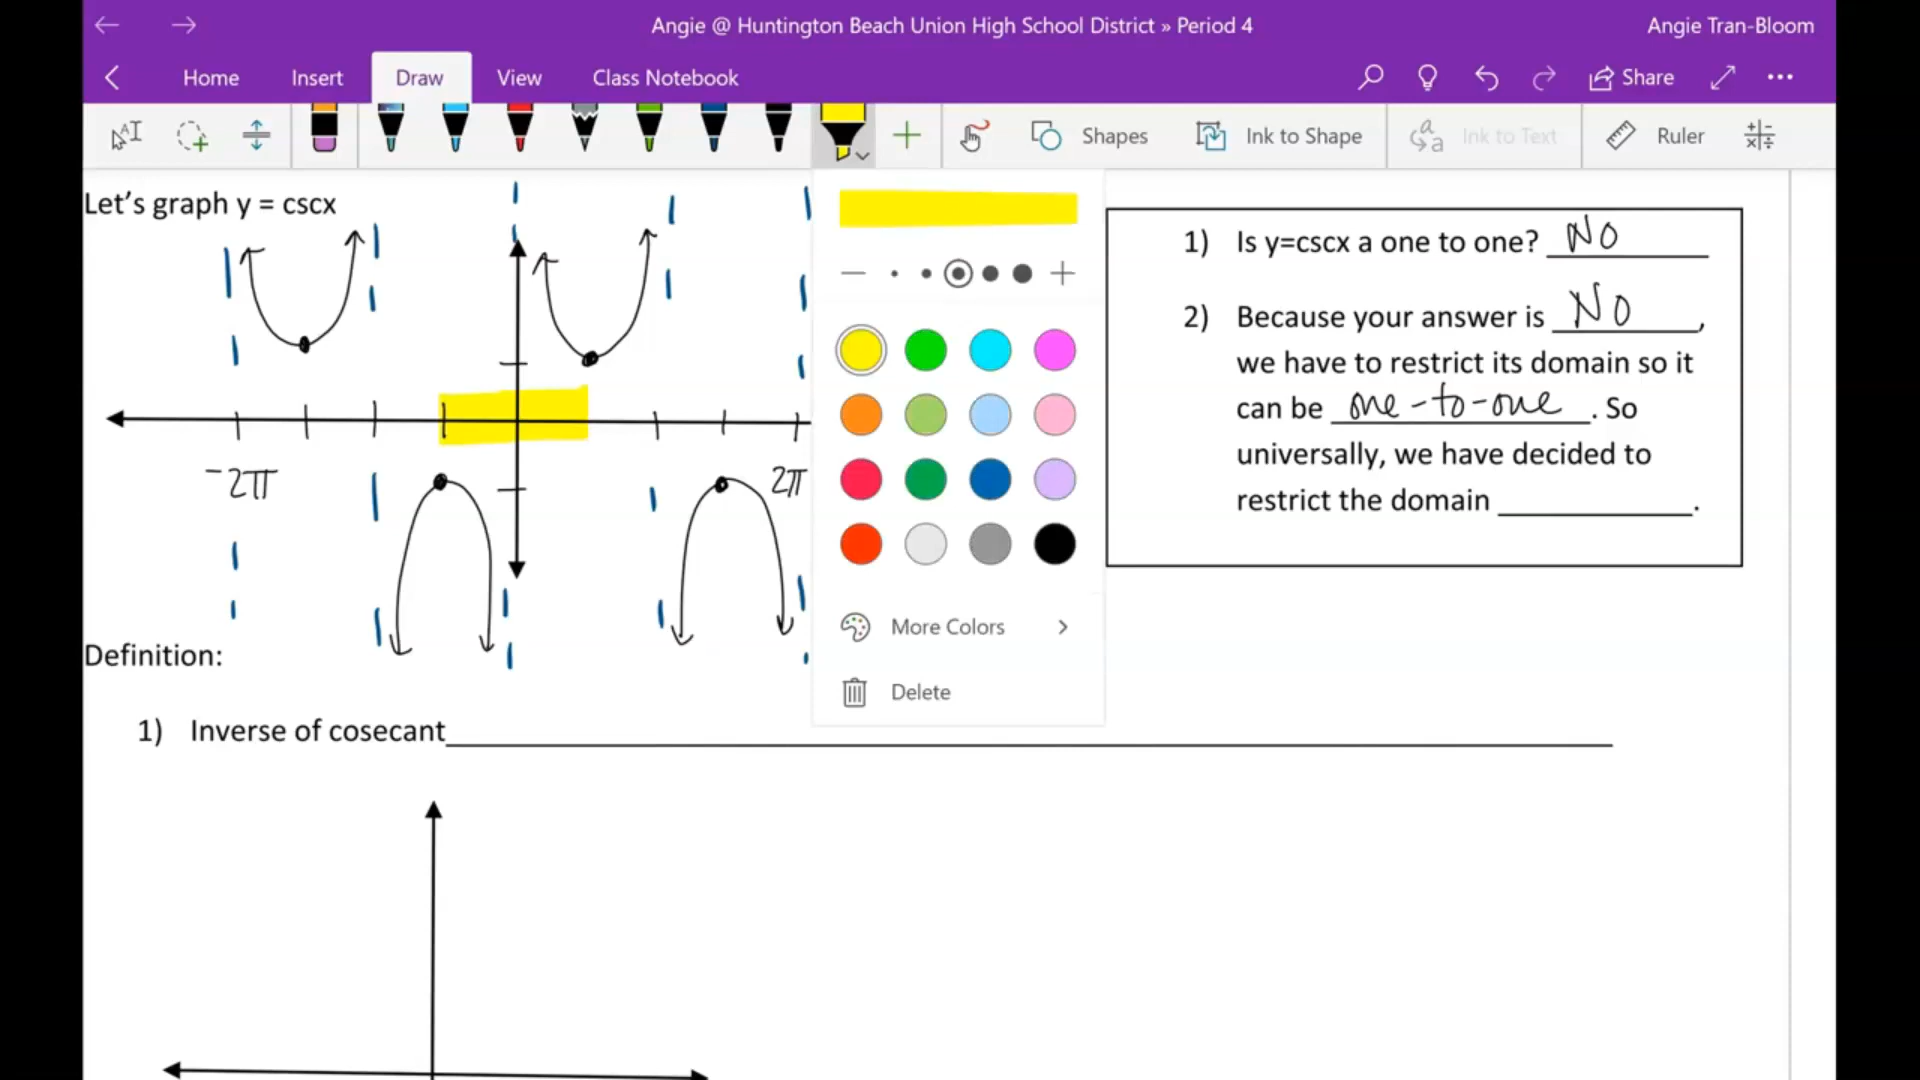 Angie @ Huntington Beach Union High School District » Period 4
Angie Tran-Bloom
Home Insert Draw View Class Notebook
Share
Shapes Ink to Shape Ink to Text Ruler
Let's graph y = cscx
-2π
2π
1) Is y=cscx a one to one? No
2) Because your answer is No,
we have to restrict its domain so it
can be one-to-one. So
universally, we have decided to
restrict the domain ____________.
More Colors
Delete
Definition:
1) Inverse of cosecant____________